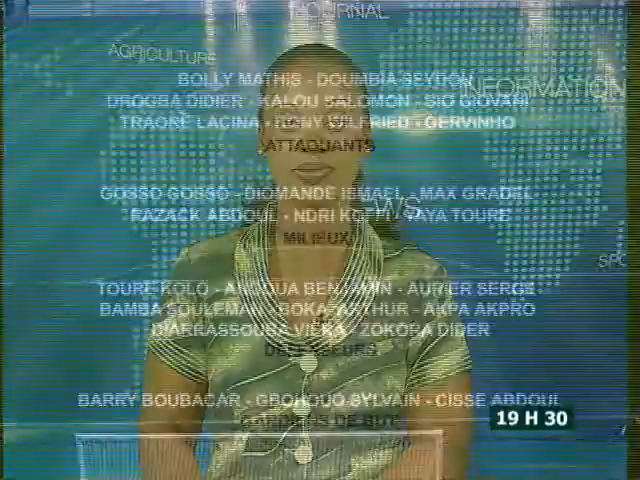 JOURNAL
AGRICULTURE
BOLLY MATHIS - DOUMBIA SEYDOU
INFORMATION
DROGBA DIDIER - KALOU SALOMON - SIO GIOVANI
TRAORE LACINA - BONY WILFRIED - GERVINHO
ATTAQUANTS
GOSSO GOSSO - DIOMANDE ISMAEL - MAX GRADEL
RAZACK ABDOUL - NDRI KOFFI - YAYA TOURE
MILIEUX
SPO
TOURE KOLO - ANGOUA BENJAMIN - AURIER SERGE
BAMBA SOULEMAN - BOKA ARTHUR - AKPA AKPRO
DIARRASSOUBA VIERA - ZOKORA DIDER
DEFENSEURS
BARRY BOUBACAR - GBOHOUO SYLVAIN - CISSE ABDOUL
GARDIENS DE BUT
19 H 30